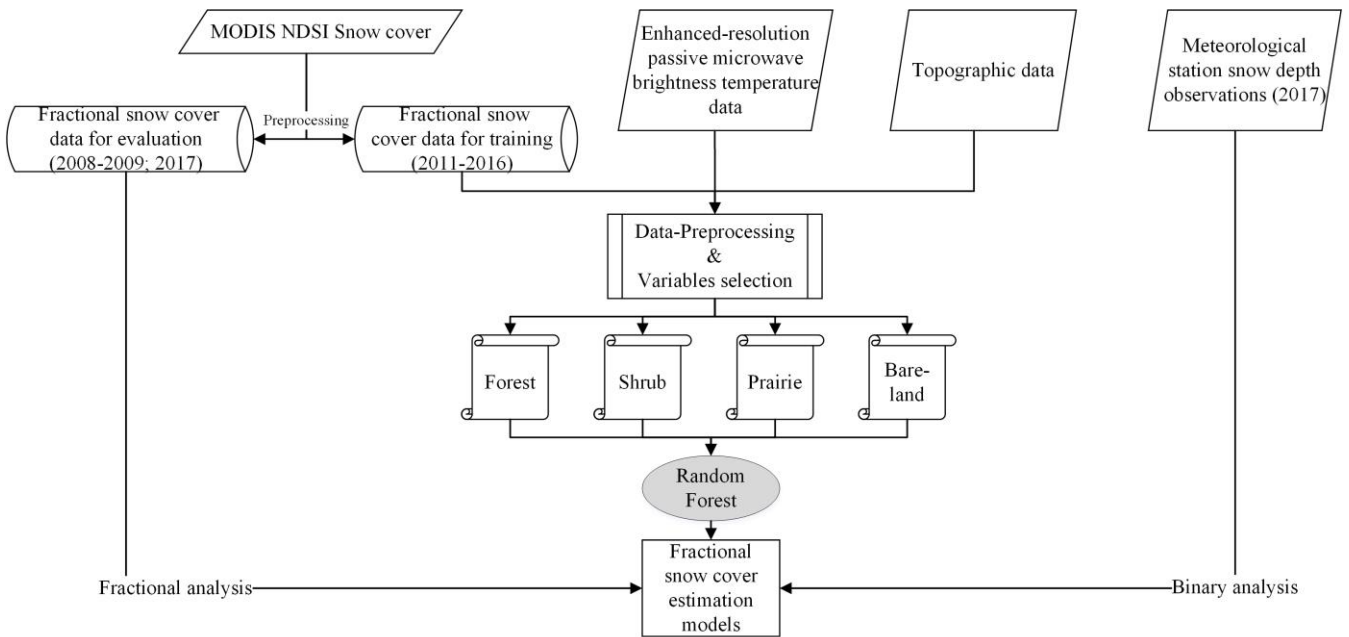 MODIS NDSI Snow cover
Enhanced-resolution
passive microwave
brightness temperature
data
Topographic data
Meteorological
station snow depth
observations (2017)
Fractional snow cover
data for evaluation
(2008-2009; 2017)
Preprocessing
Fractional snow
cover data for training
(2011-2016)
Data-Preprocessing
&
Variables selection
Forest
Shrub
Prairie
Bare-
land
Random
Forest
Fractional
snow cover
estimation
models
Fractional analysis
Binary analysis